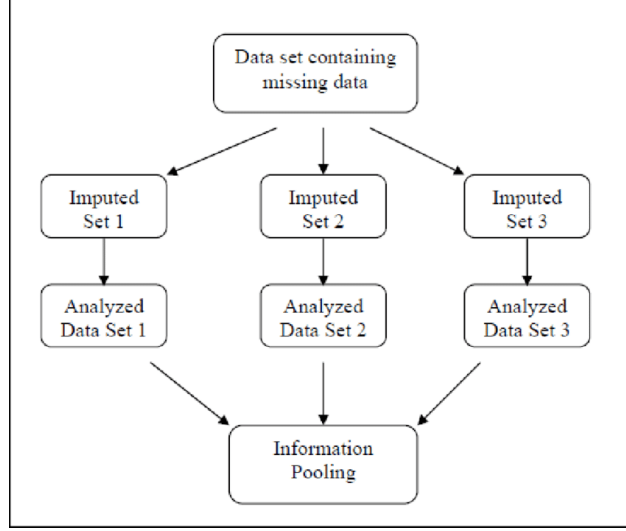 Data set containing
missing data
Imputed
Set 1
Imputed
Set 2
Imputed
Set 3
Analyzed
Data Set 1
Analyzed
Data Set 2
Analyzed
Data Set 3
Information
Pooling